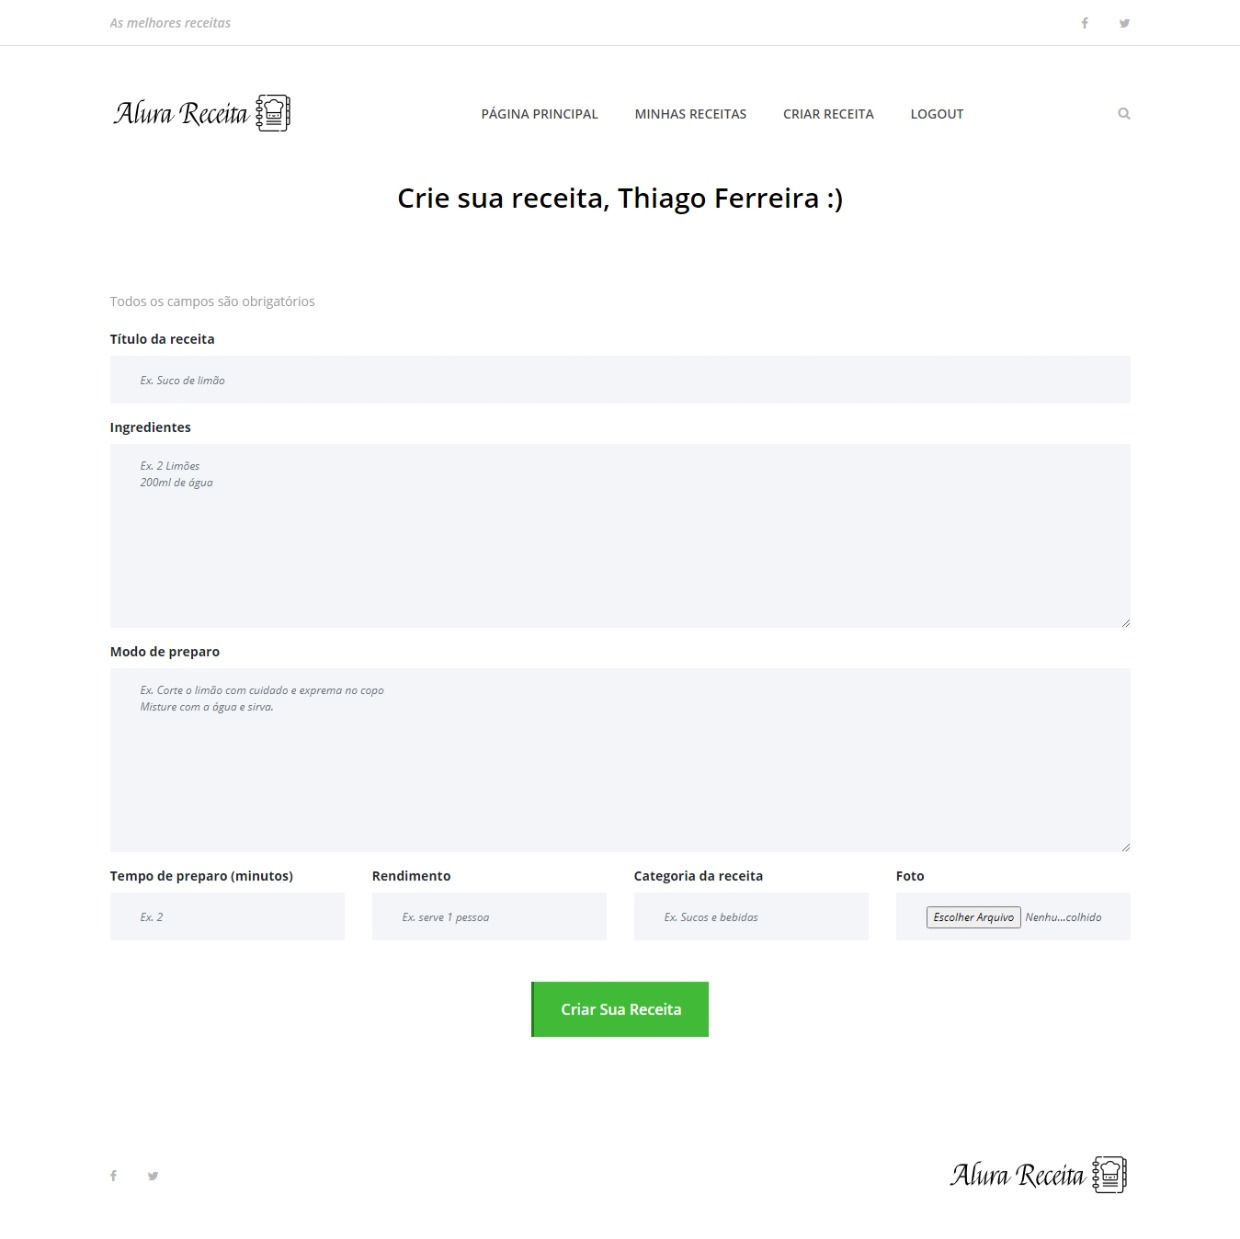 As melhores receitas
Alura Receita
PÁGINA PRINCIPAL MINHAS RECEITAS CRIAR RECEITA LOGOUT
Crie sua receita, Thiago Ferreira :)
Todos os campos são obrigatórios
Título da receita
Ex. Suco de limão
Ingredientes
Ex. 2 Limões
200ml de água
Modo de preparo
Ex. Corte o limão com cuidado e exprema no copo
Misture com a água e sirva.
Tempo de preparo (minutos) Rendimento Categoria da receita Foto
Ex. 2 Ex. serve 1 pessoa Ex. Sucos e bebidas Escolher Arquivo Nenhu...colhido
Criar Sua Receita
Alura Receita